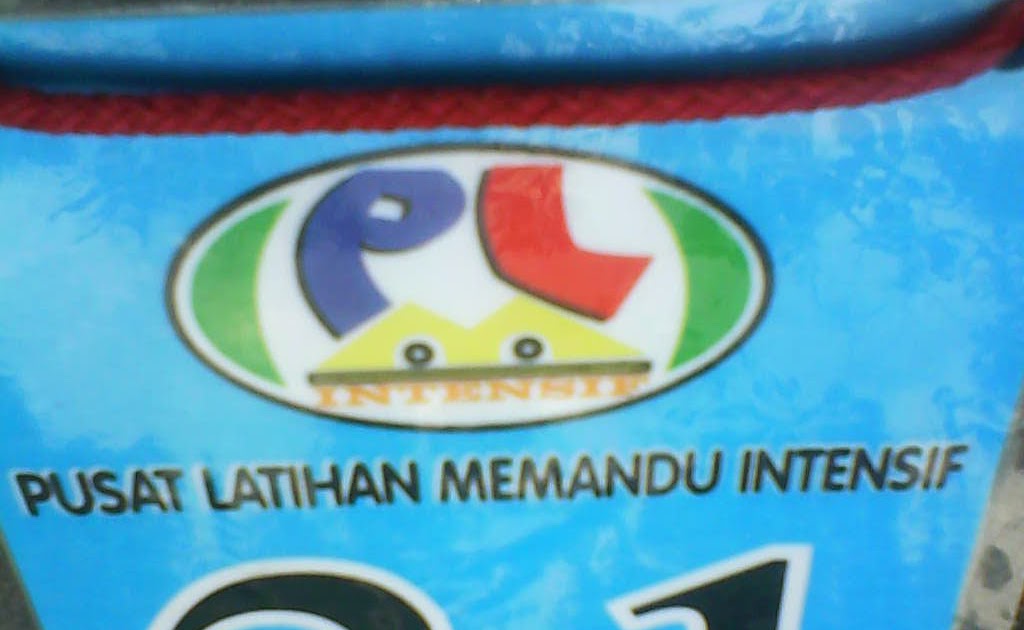 PL
INTENSIF
PUSAT LATIHAN MEMANDU INTENSIF